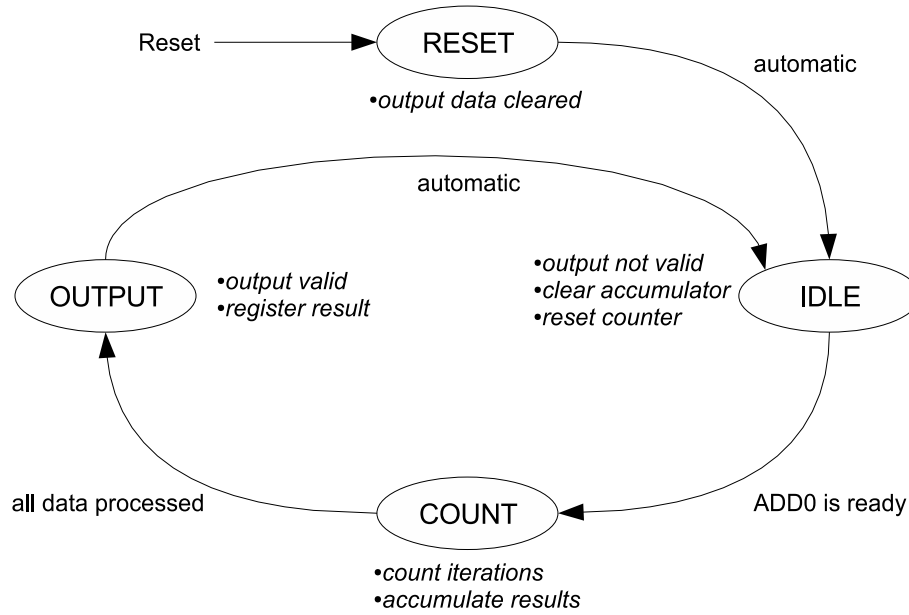 Reset
RESET
automatic
•output data cleared
automatic
OUTPUT
•output valid
•register result
•output not valid
•clear accumulator
•reset counter
IDLE
all data processed
COUNT
ADD0 is ready
•count iterations
•accumulate results